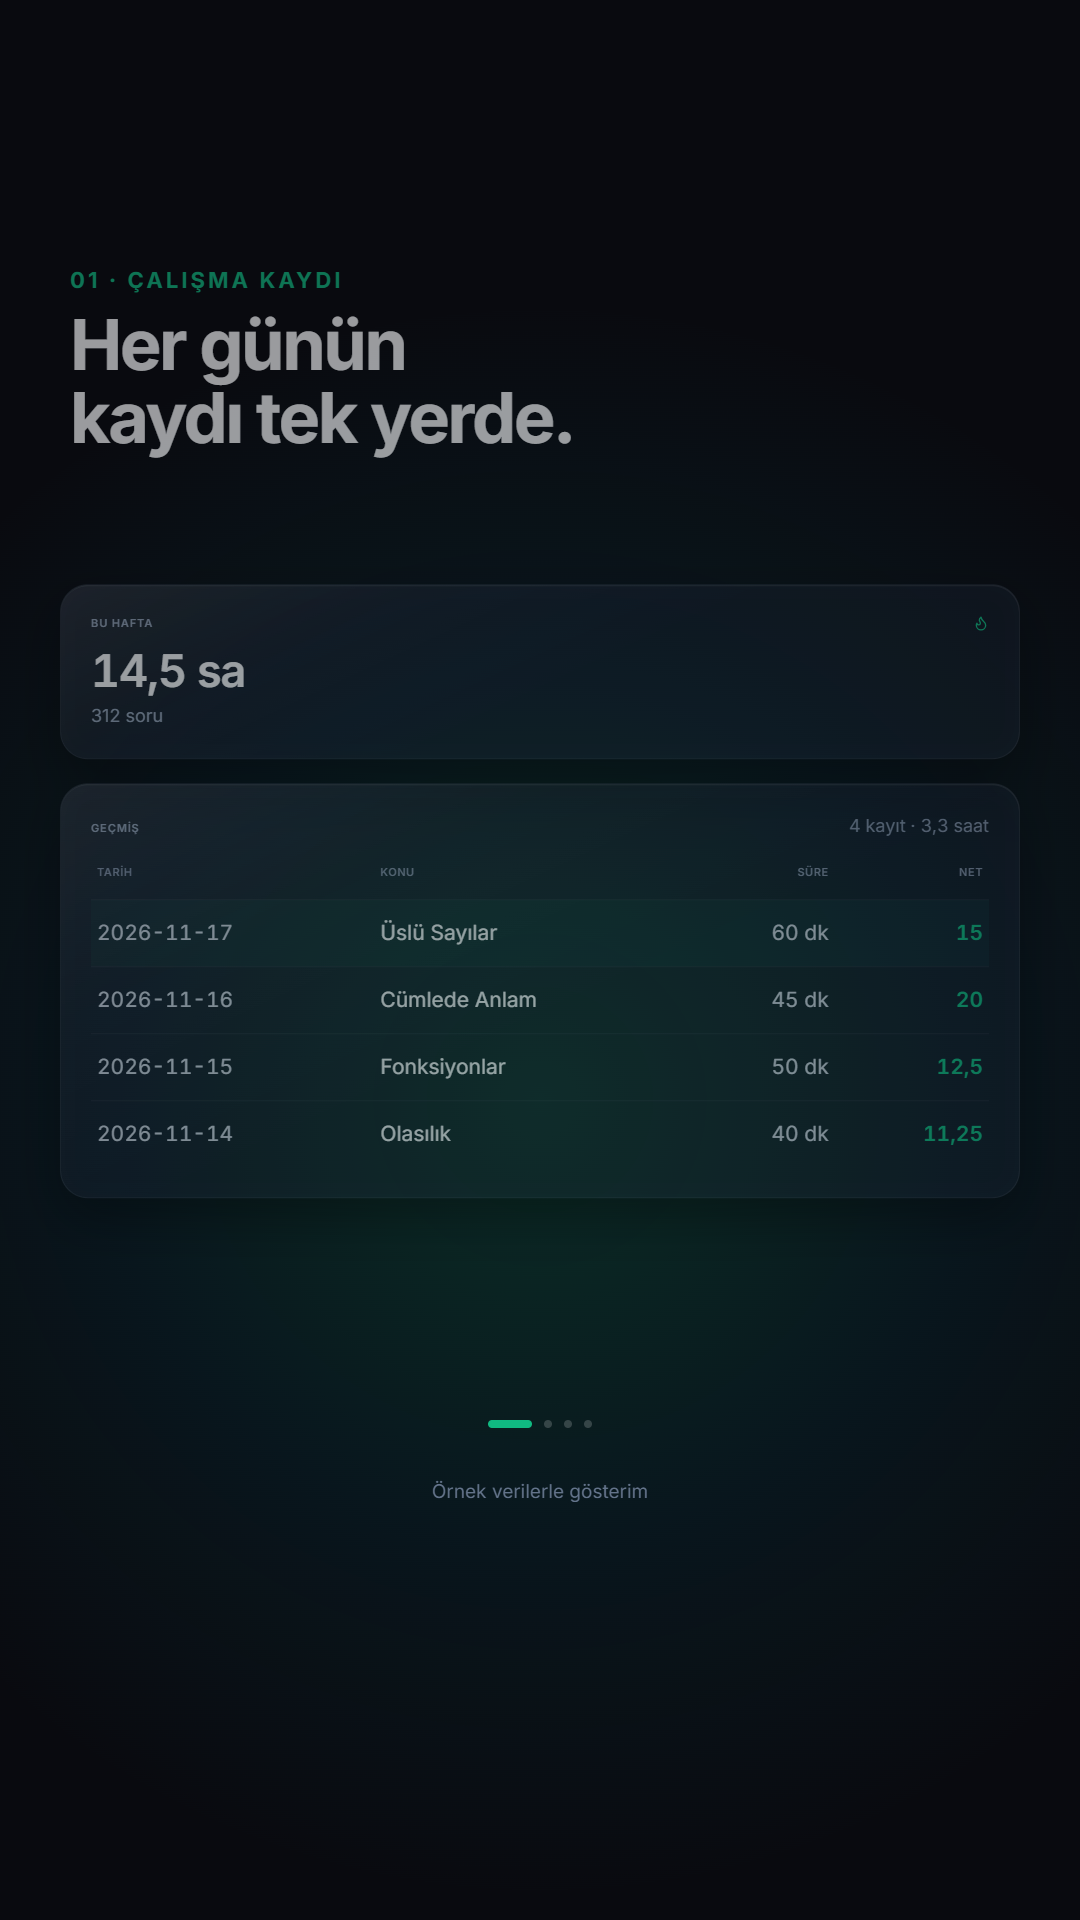 01 · ÇALIŞMA KAYDI
Her günün
kaydı tek yerde.
BU HAFTA
14,5 sa
312 soru
GEÇMİŞ
4 kayıt · 3,3 saat
TARİH KONU SÜRE NET
2026-11-17 Üslü Sayılar 60 dk 15
2026-11-16 Cümlede Anlam 45 dk 20
2026-11-15 Fonksiyonlar 50 dk 12,5
2026-11-14 Olasılık 40 dk 11,25
Örnek verilerle gösterim